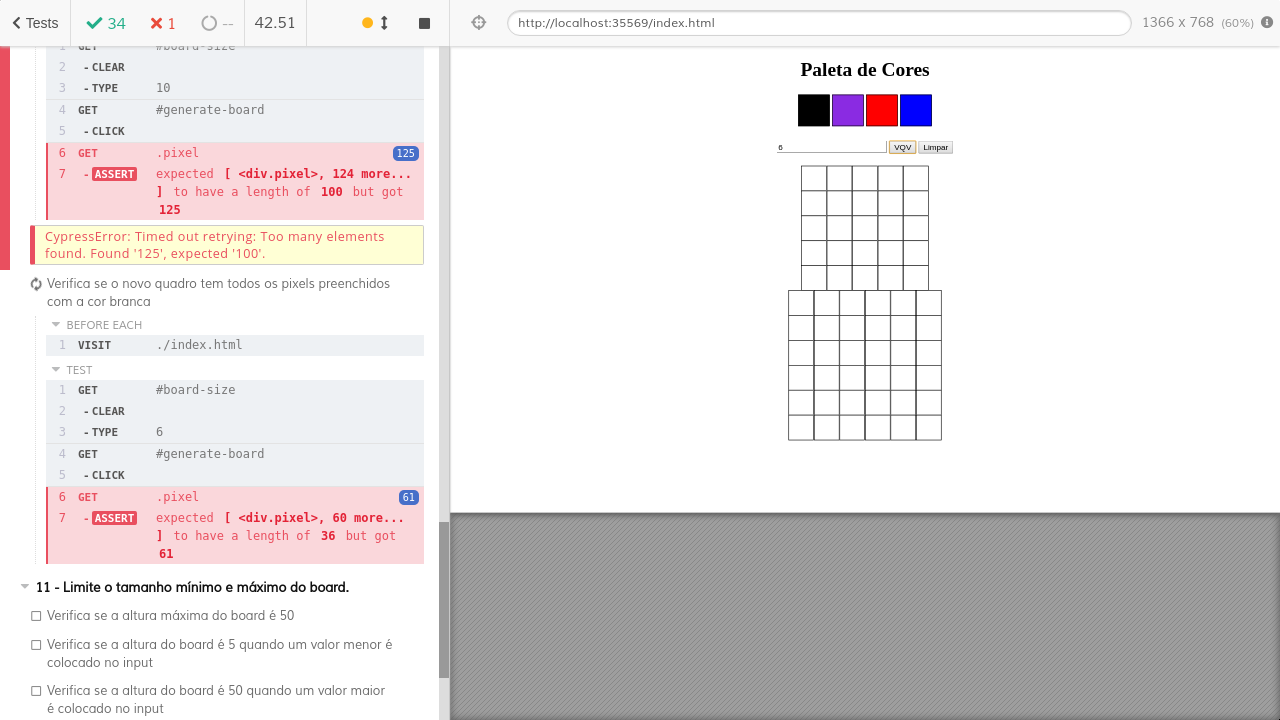 Tests 34 1 -- 42.51
http://localhost:35569/index.html 1366 x 768 (60%)
1 GET #board-size
2 -CLEAR
3 -TYPE 10
4 GET #generate-board
5 -CLICK
6 GET .pixel 125
7 -ASSERT expected [ <div.pixel>, 124 more...
] to have a length of 100 but got
125
CypressError: Timed out retrying: Too many elements
found. Found '125', expected '100'.
Verifica se o novo quadro tem todos os pixels preenchidos
com a cor branca
BEFORE EACH
1 VISIT ./index.html
TEST
1 GET #board-size
2 -CLEAR
3 -TYPE 6
4 GET #generate-board
5 -CLICK
6 GET .pixel 61
7 -ASSERT expected [ <div.pixel>, 60 more...
] to have a length of 36 but got
61
11 - Limite o tamanho mínimo e máximo do board.
Verifica se a altura máxima do board é 50
Verifica se a altura do board é 5 quando um valor menor é
colocado no input
Verifica se a altura do board é 50 quando um valor maior
é colocado no input
Paleta de Cores
6 VQV Limpar